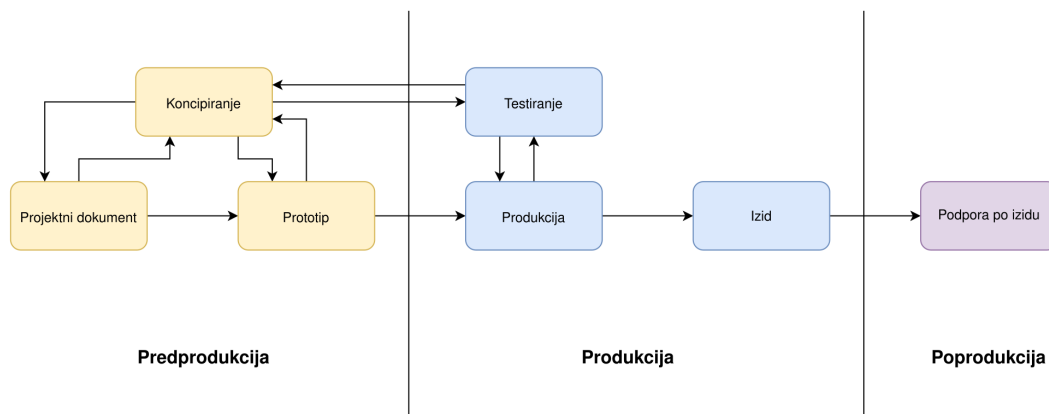 Koncipiranje
Testiranje
Projektni dokument
Prototip
Produkcija
Izid
Podpora po izidu
Predprodukcija
Produkcija
Poprodukcija